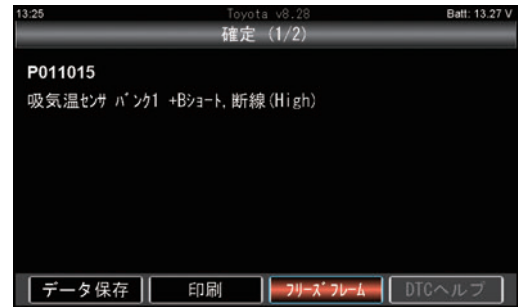 13:25 Toyota v8.28 Batt: 13.27 V
確定 (1/2)
P011015
吸気温ｾﾝｻ ﾊﾞﾝｸ1 +Bｼｮｰﾄ,断線(High)
データ保存 印刷 ﾌﾘｰｽﾞﾌﾚｰﾑ DTCヘルプ